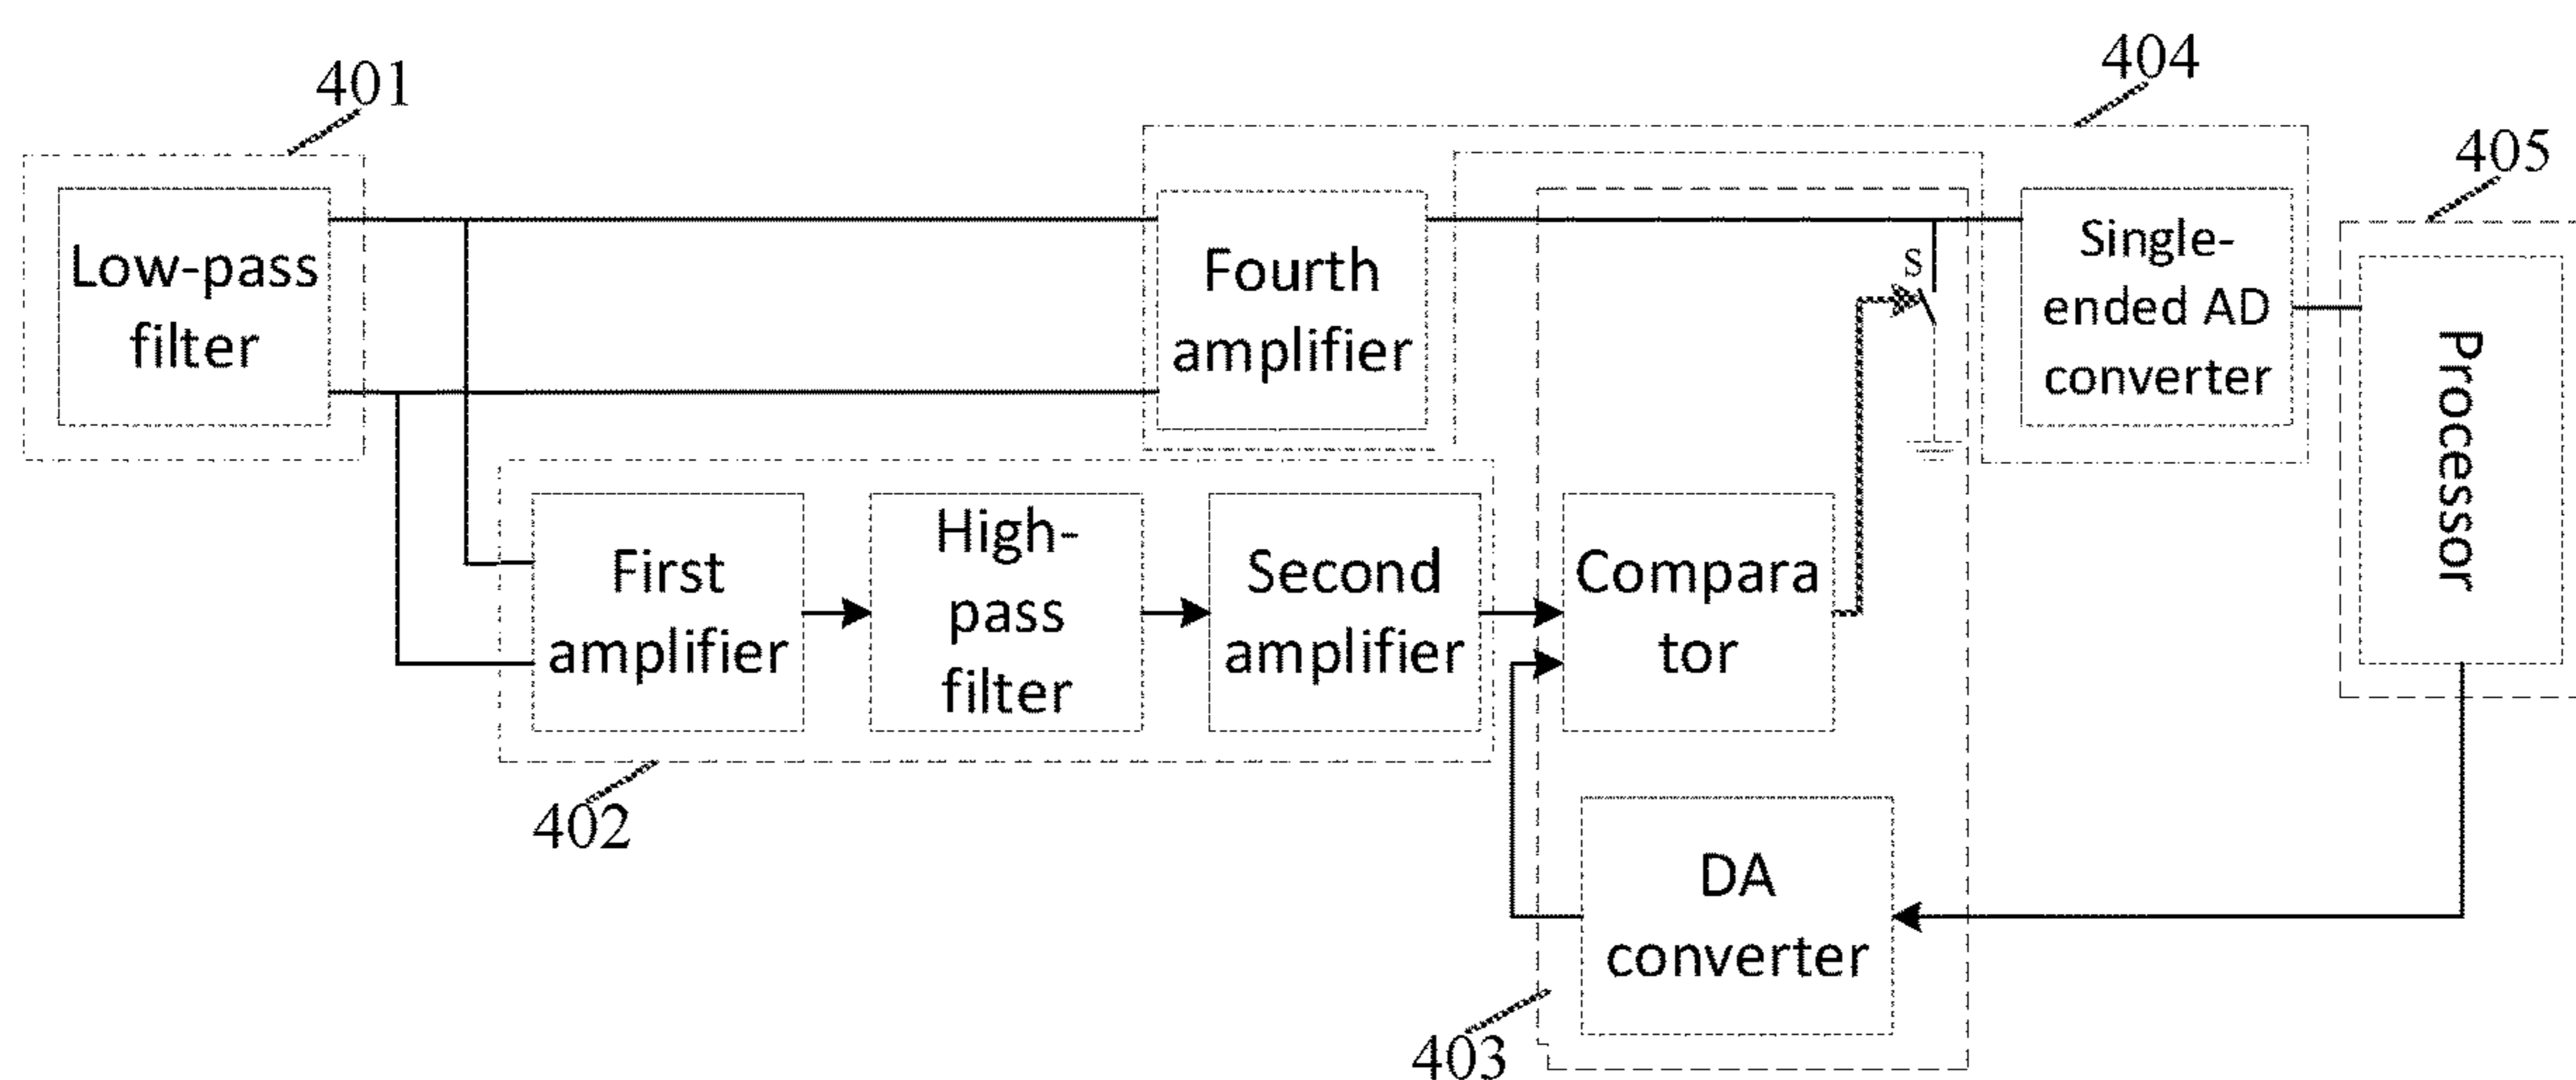 401
404
405
Low-pass
filter
Fourth
amplifier
S
Single-
ended AD
converter
Processor
First
amplifier
High-
pass
filter
Second
amplifier
Compara
tor
402
DA
converter
403